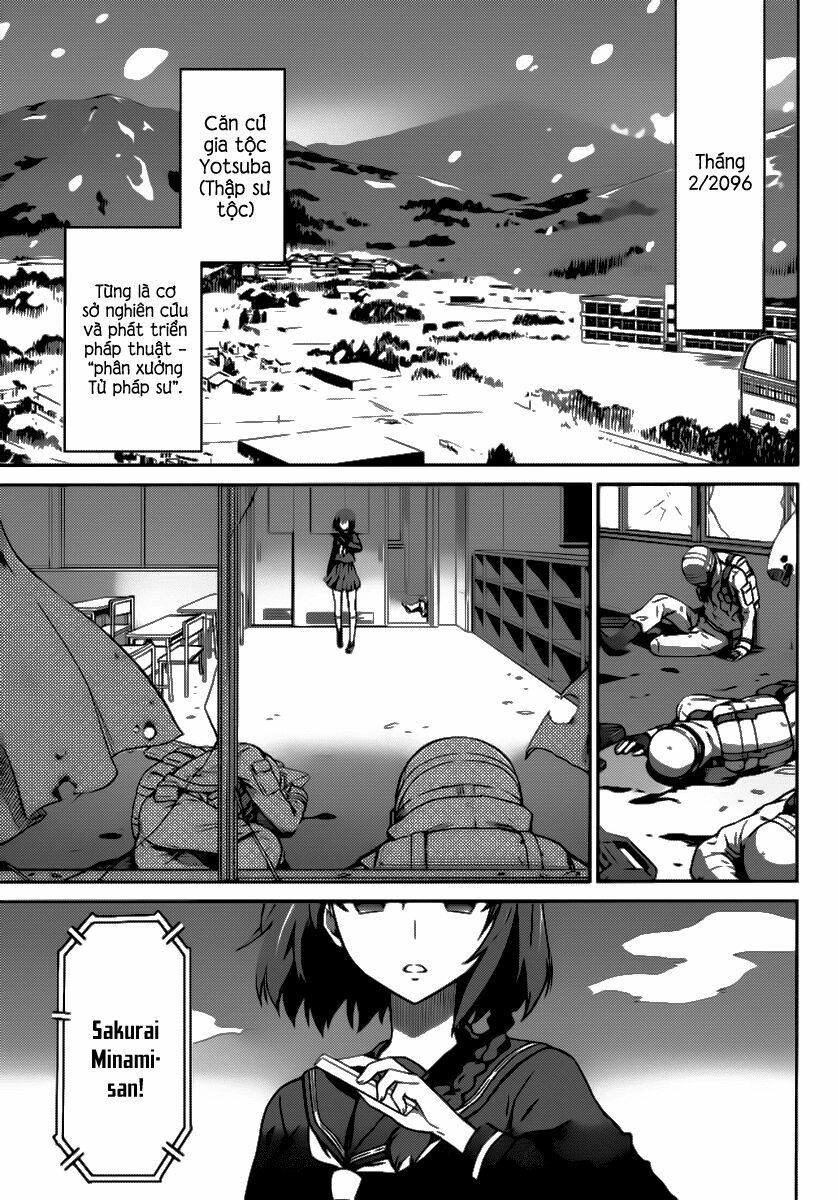 Tháng
2/2096
Căn cứ
gia tộc
Yotsuba
(Thập sư
tộc)
Từng là cơ
sở nghiên cứu
và phát triển
pháp thuật –
“phân xưởng
Tử pháp sư”.
Sakurai
Minami-
san!